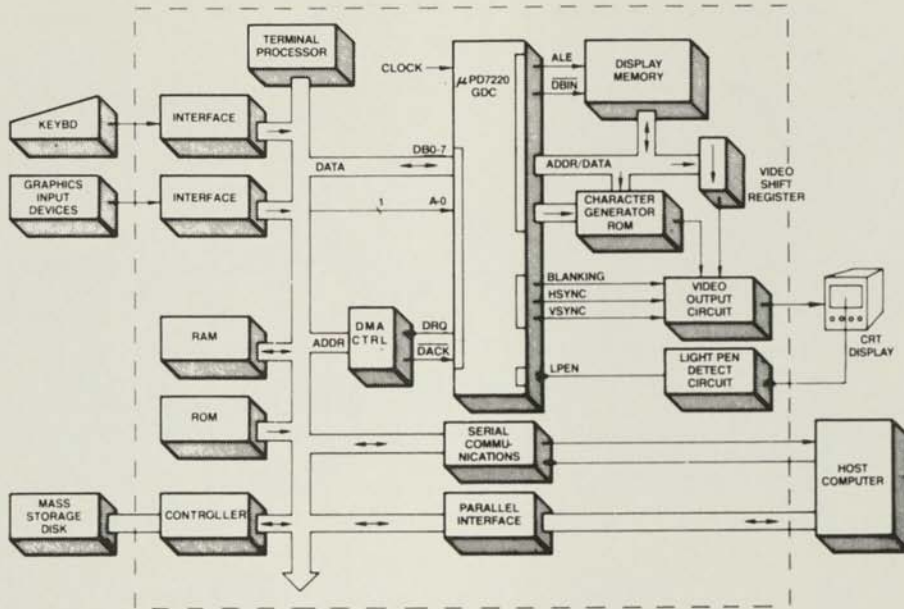 TERMINAL
PROCESSOR
CLOCK
µPD7220
GDC
ALE
DBIN
DISPLAY
MEMORY
KEYBD
INTERFACE
DB0-7
DATA
ADDR/DATA
VIDEO
SHIFT
REGISTER
GRAPHICS
INPUT
DEVICES
INTERFACE
1
A-0
CHARACTER
GENERATOR
ROM
BLANKING
HSYNC
VSYNC
VIDEO
OUTPUT
CIRCUIT
CRT
DISPLAY
RAM
ADDR
DMA
CTRL
DRQ
DACK
LPEN
LIGHT PEN
DETECT
CIRCUIT
ROM
SERIAL
COMMU-
NICATIONS
HOST
COMPUTER
MASS
STORAGE
DISK
CONTROLLER
PARALLEL
INTERFACE